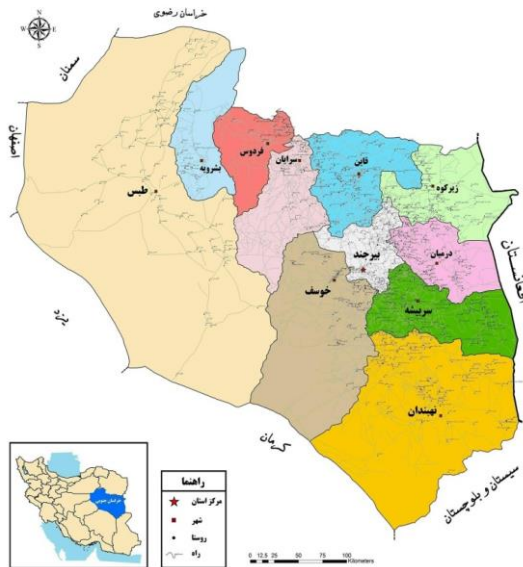 خراسان رضوی
N
W E
S
سمنان
اصفهان
فردوس
سرایان
قاین
بشرویه
زیرکوه
طبس
بیرجند
درمیان
افغانستان
خوسف
سربیشه
یزد
نهبندان
کرمان
سیستان و بلوچستان
خراسان جنوبی
راهنما
مرکز استان
شهر
روستا
راه
0 12.5 25 50 75 100
Kilometers